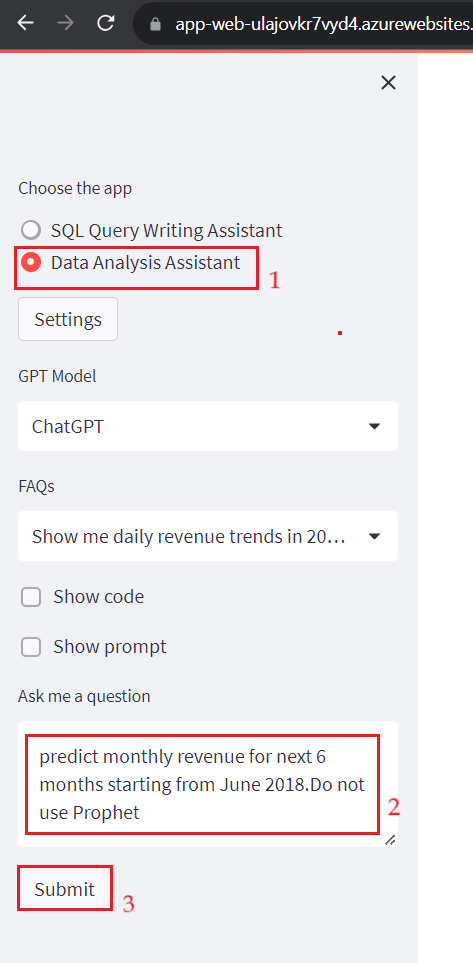 app-web-ulajovkr7vyd4.azurewebsites.
Choose the app
SQL Query Writing Assistant
Data Analysis Assistant
1
Settings
GPT Model
ChatGPT
FAQs
Show me daily revenue trends in 20...
Show code
Show prompt
Ask me a question
predict monthly revenue for next 6
months starting from June 2018.Do not
use Prophet
2
Submit
3